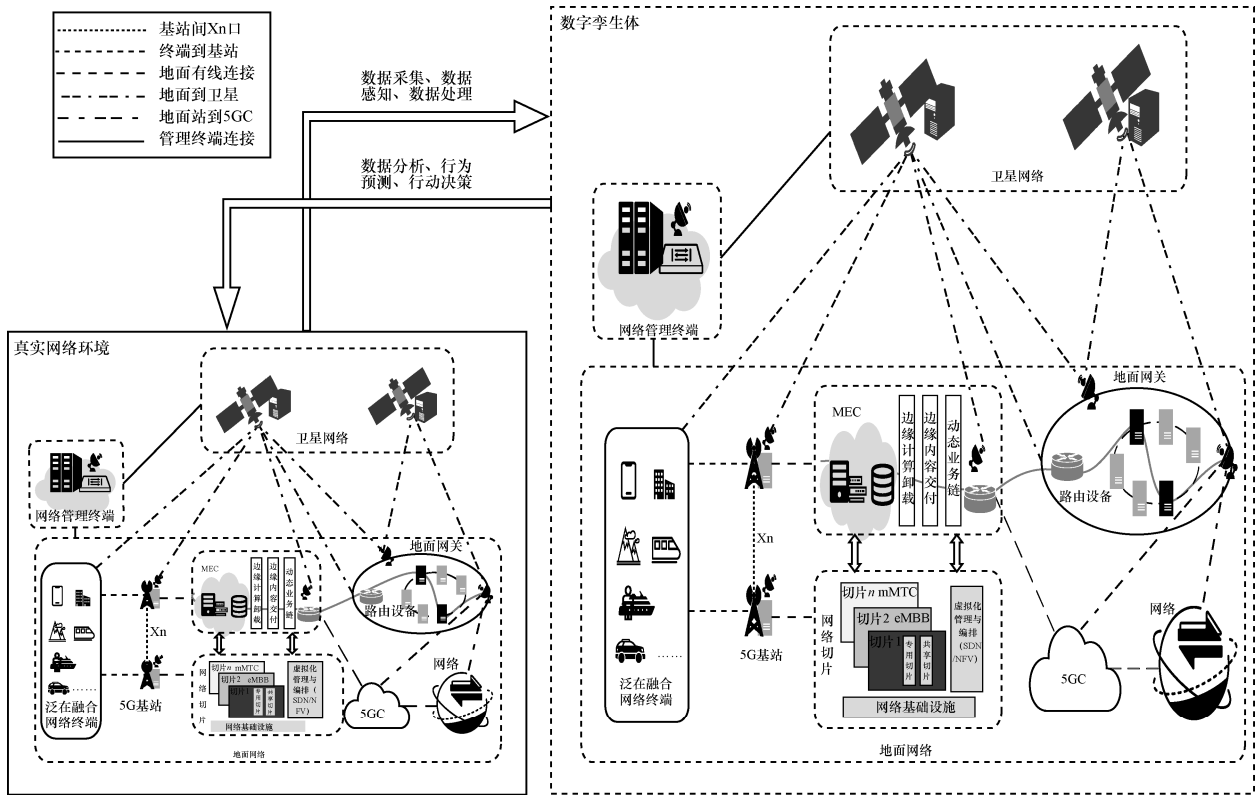 基站间Xn口
终端到基站
地面有线连接
地面到卫星
地面站到5GC
管理终端连接
数据采集、数据
感知、数据处理
数据分析、行为
预测、行动决策
数字孪生体
卫星网络
网络管理终端
地面网关
MEC
边缘计算卸载
边缘内容交付
动态业务链
路由设备
Xn
5G基站
泛在融合
网络终端
网络切片
切片n mMTC
切片2 eMBB
切片1
专用切片
共享切片
虚拟化
管理与
编排(SDN
/NFV)
网络基础设施
5GC
网络
地面网络
真实网络环境
卫星网络
网络管理终端
地面网关
MEC
边缘计算卸载
边缘内容交付
动态业务链
路由设备
Xn
5G基站
泛在融合
网络终端
......
网络切片
切片n mMTC
切片2 eMBB
切片1
专用切片
共享切片
虚拟化
管理与
编排(
SDN/N
FV)
网络基础设施
5GC
网络
地面网络